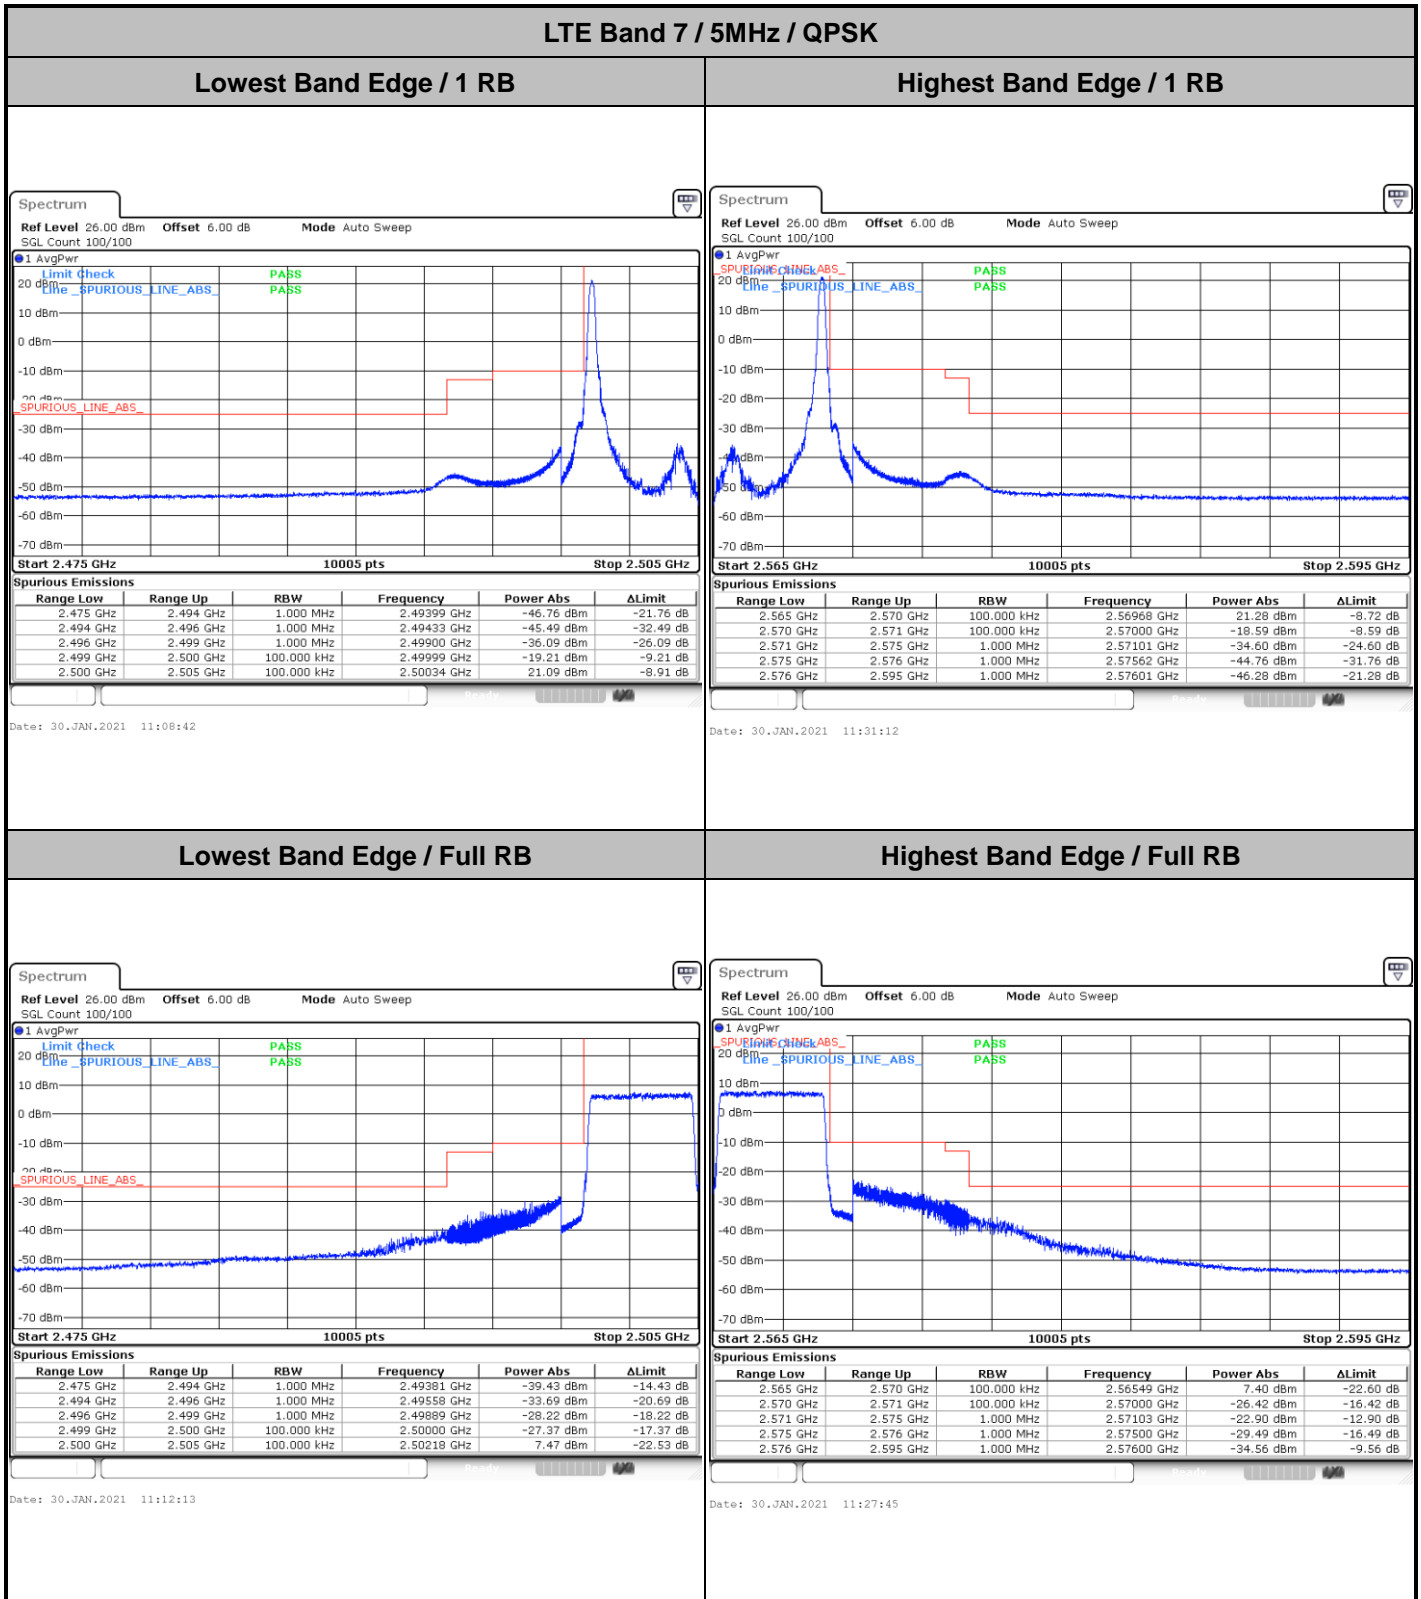 LTE Band 7 / 5MHz / QPSK
Lowest Band Edge / 1 RB
Highest Band Edge / 1 RB
Spectrum
Ref Level 26.00 dBm Offset 6.00 dB Mode Auto Sweep
SGL Count 100/100
1 AvgPwr
Limit Check PASS
20 dBm
Line _SPURIOUS_LINE_ABS_ PASS
10 dBm
0 dBm
-10 dBm
-20 dBm
_SPURIOUS_LINE_ABS_
-30 dBm
-40 dBm
-50 dBm
-60 dBm
-70 dBm
Start 2.475 GHz 10005 pts Stop 2.505 GHz
Spurious Emissions
Range Low Range Up RBW Frequency Power Abs ΔLimit
2.475 GHz 2.494 GHz 1.000 MHz 2.49399 GHz -46.76 dBm -21.76 dB
2.494 GHz 2.496 GHz 1.000 MHz 2.49433 GHz -45.49 dBm -32.49 dB
2.496 GHz 2.499 GHz 1.000 MHz 2.49900 GHz -36.09 dBm -26.09 dB
2.499 GHz 2.500 GHz 100.000 kHz 2.49999 GHz -19.21 dBm -9.21 dB
2.500 GHz 2.505 GHz 100.000 kHz 2.50034 GHz 21.09 dBm -8.91 dB
Ready
Date: 30.JAN.2021 11:08:42
Spectrum
Ref Level 26.00 dBm Offset 6.00 dB Mode Auto Sweep
SGL Count 100/100
1 AvgPwr
_SPURIOUS_LINE_ABS_
Limit Check PASS
20 dBm
Line _SPURIOUS_LINE_ABS_ PASS
10 dBm
0 dBm
-10 dBm
-20 dBm
-30 dBm
-40 dBm
-50 dBm
-60 dBm
-70 dBm
Start 2.565 GHz 10005 pts Stop 2.595 GHz
Spurious Emissions
Range Low Range Up RBW Frequency Power Abs ΔLimit
2.565 GHz 2.570 GHz 100.000 kHz 2.56968 GHz 21.28 dBm -8.72 dB
2.570 GHz 2.571 GHz 100.000 kHz 2.57000 GHz -18.59 dBm -8.59 dB
2.571 GHz 2.575 GHz 1.000 MHz 2.57101 GHz -34.60 dBm -24.60 dB
2.575 GHz 2.576 GHz 1.000 MHz 2.57562 GHz -44.76 dBm -31.76 dB
2.576 GHz 2.595 GHz 1.000 MHz 2.57601 GHz -46.28 dBm -21.28 dB
Ready
Date: 30.JAN.2021 11:31:12
Lowest Band Edge / Full RB
Highest Band Edge / Full RB
Spectrum
Ref Level 26.00 dBm Offset 6.00 dB Mode Auto Sweep
SGL Count 100/100
1 AvgPwr
Limit Check PASS
20 dBm
Line _SPURIOUS_LINE_ABS_ PASS
10 dBm
0 dBm
-10 dBm
-20 dBm
_SPURIOUS_LINE_ABS_
-30 dBm
-40 dBm
-50 dBm
-60 dBm
-70 dBm
Start 2.475 GHz 10005 pts Stop 2.505 GHz
Spurious Emissions
Range Low Range Up RBW Frequency Power Abs ΔLimit
2.475 GHz 2.494 GHz 1.000 MHz 2.49381 GHz -39.43 dBm -14.43 dB
2.494 GHz 2.496 GHz 1.000 MHz 2.49558 GHz -33.69 dBm -20.69 dB
2.496 GHz 2.499 GHz 1.000 MHz 2.49889 GHz -28.22 dBm -18.22 dB
2.499 GHz 2.500 GHz 100.000 kHz 2.50000 GHz -27.37 dBm -17.37 dB
2.500 GHz 2.505 GHz 100.000 kHz 2.50218 GHz 7.47 dBm -22.53 dB
Ready
Date: 30.JAN.2021 11:12:13
Spectrum
Ref Level 26.00 dBm Offset 6.00 dB Mode Auto Sweep
SGL Count 100/100
1 AvgPwr
_SPURIOUS_LINE_ABS_
Limit Check PASS
20 dBm
Line _SPURIOUS_LINE_ABS_ PASS
10 dBm
0 dBm
-10 dBm
-20 dBm
-30 dBm
-40 dBm
-50 dBm
-60 dBm
-70 dBm
Start 2.565 GHz 10005 pts Stop 2.595 GHz
Spurious Emissions
Range Low Range Up RBW Frequency Power Abs ΔLimit
2.565 GHz 2.570 GHz 100.000 kHz 2.56549 GHz 7.40 dBm -22.60 dB
2.570 GHz 2.571 GHz 100.000 kHz 2.57000 GHz -26.42 dBm -16.42 dB
2.571 GHz 2.575 GHz 1.000 MHz 2.57103 GHz -22.90 dBm -12.90 dB
2.575 GHz 2.576 GHz 1.000 MHz 2.57500 GHz -29.49 dBm -16.49 dB
2.576 GHz 2.595 GHz 1.000 MHz 2.57600 GHz -34.56 dBm -9.56 dB
Ready
Date: 30.JAN.2021 11:27:45